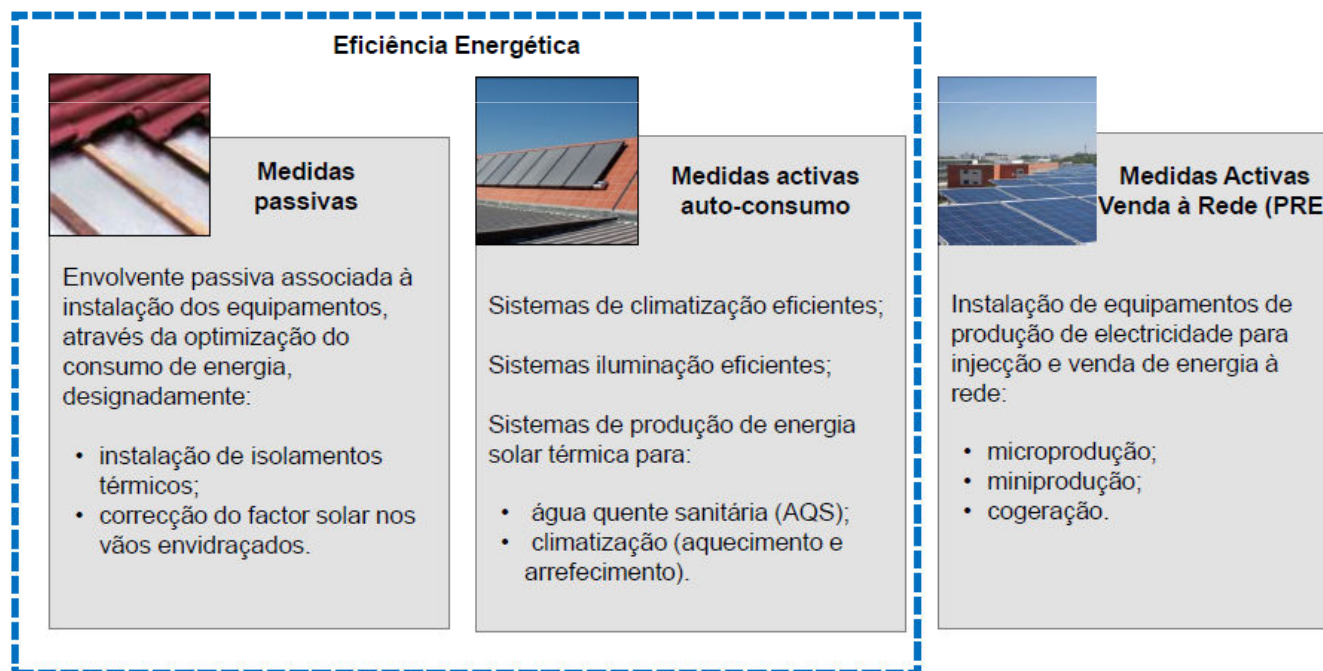 Eficiência Energética
Medidas
passivas
Envolvente passiva associada à
instalação dos equipamentos,
através da optimização do
consumo de energia,
designadamente:
• instalação de isolamentos
térmicos;
• correcção do factor solar nos
vãos envidraçados.
Medidas activas
auto-consumo
Sistemas de climatização eficientes;
Sistemas iluminação eficientes;
Sistemas de produção de energia
solar térmica para:
• água quente sanitária (AQS);
• climatização (aquecimento e
arrefecimento).
Medidas Activas
Venda à Rede (PRE
Instalação de equipamentos de
produção de electricidade para
injecção e venda de energia à
rede:
• microprodução;
• miniprodução;
• cogeração.